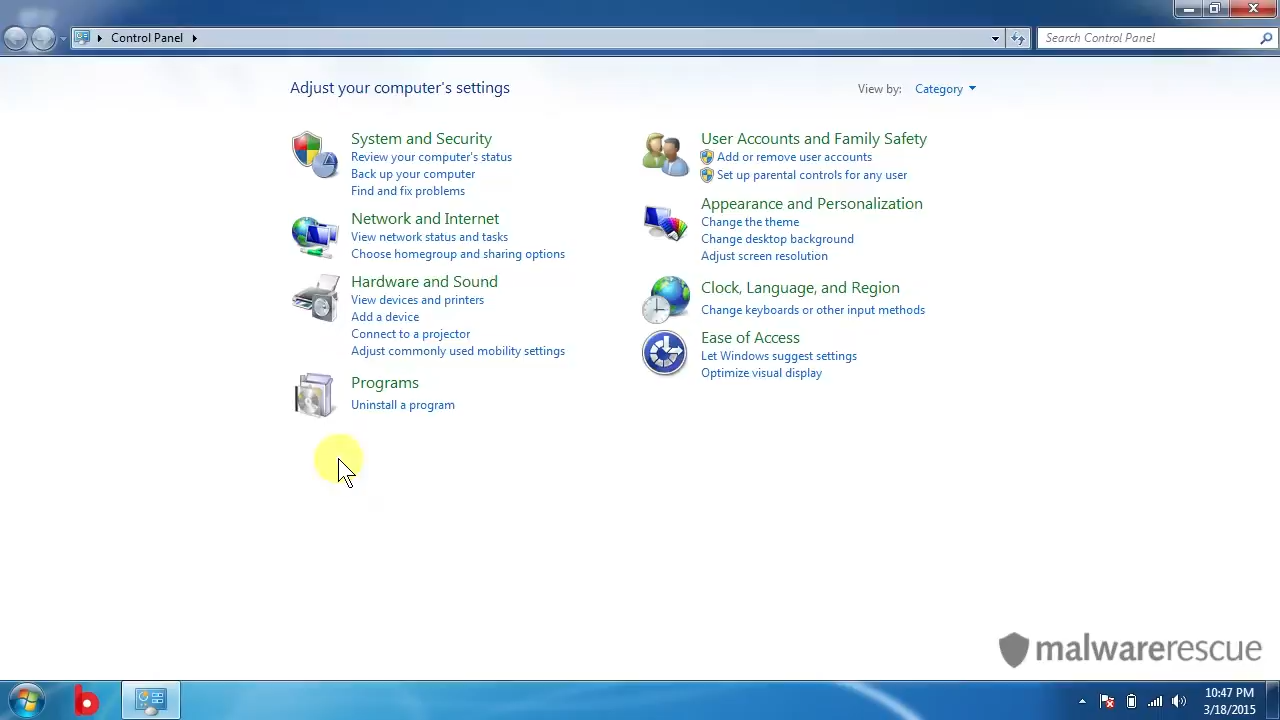 Control Panel
Search Control Panel
Adjust your computer's settings
View by: Category
System and Security
Review your computer's status
Back up your computer
Find and fix problems
Network and Internet
View network status and tasks
Choose homegroup and sharing options
Hardware and Sound
View devices and printers
Add a device
Connect to a projector
Adjust commonly used mobility settings
Programs
Uninstall a program
User Accounts and Family Safety
Add or remove user accounts
Set up parental controls for any user
Appearance and Personalization
Change the theme
Change desktop background
Adjust screen resolution
Clock, Language, and Region
Change keyboards or other input methods
Ease of Access
Let Windows suggest settings
Optimize visual display
malwarerescue
b
10:47 PM
3/18/2015